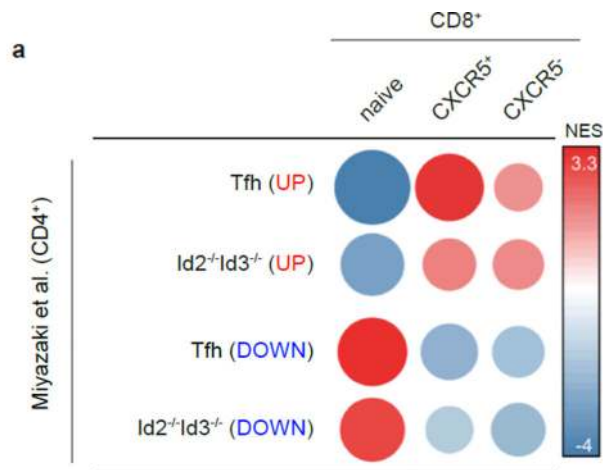 a
CD8⁺
naive CXCR5⁺ CXCR5⁻
NES
3.3
Miyazaki et al. (CD4⁺)
Tfh (UP)
Id2⁻/⁻Id3⁻/⁻ (UP)
Tfh (DOWN)
Id2⁻/⁻Id3⁻/⁻ (DOWN)
-4